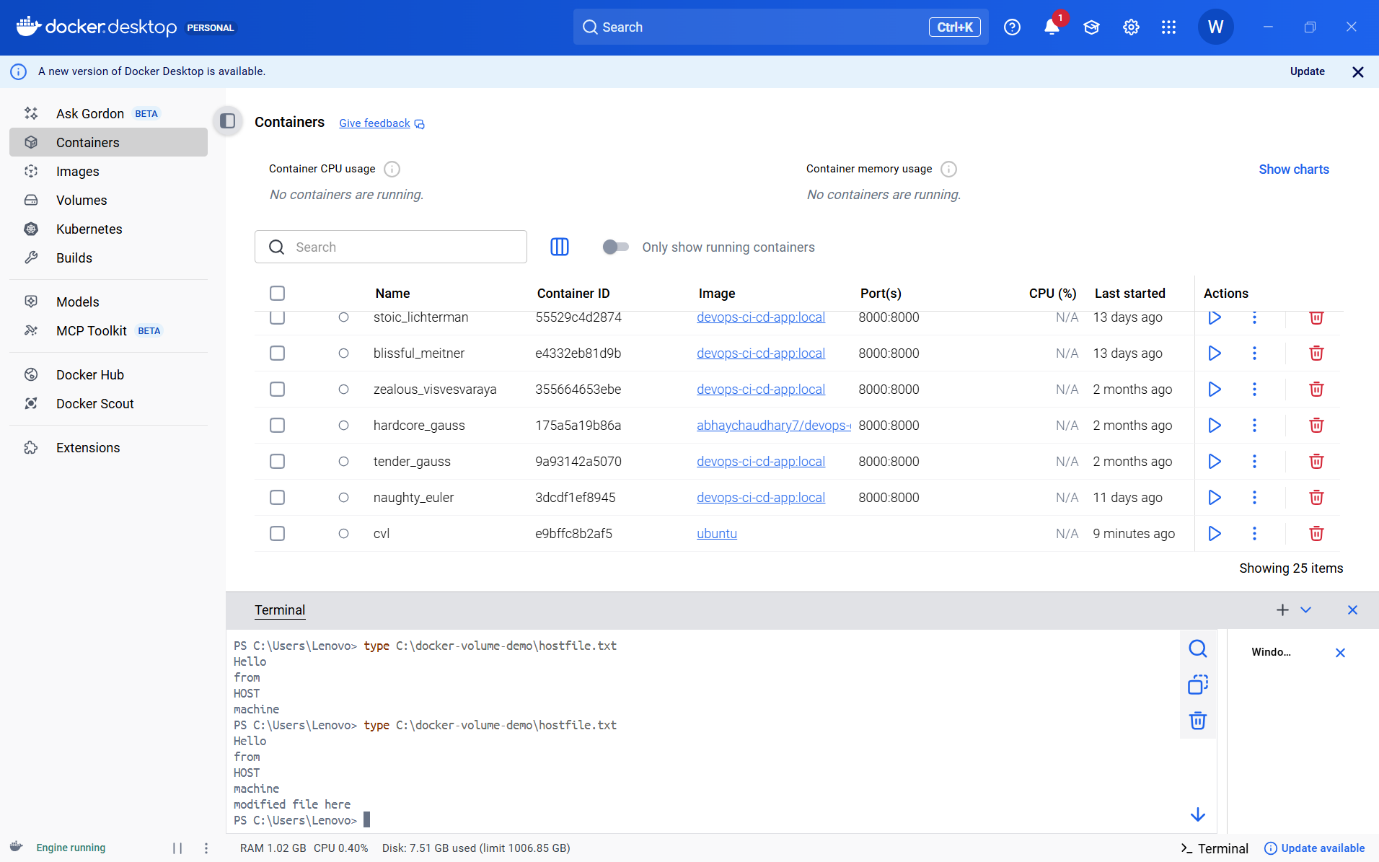 docker.desktop PERSONAL
Search Ctrl+K
1
W
A new version of Docker Desktop is available. Update
Ask Gordon BETA
Containers
Images
Volumes
Kubernetes
Builds
Models
MCP Toolkit BETA
Docker Hub
Docker Scout
Extensions
Containers Give feedback
Container CPU usage
No containers are running.
Container memory usage
No containers are running.
Show charts
Search
Only show running containers
Name Container ID Image Port(s) CPU (%) Last started Actions
stoic_lichterman 55529c4d2874 devops-ci-cd-app:local 8000:8000 N/A 13 days ago
blissful_meitner e4332eb81d9b devops-ci-cd-app:local 8000:8000 N/A 13 days ago
zealous_visvesvaraya 355664653ebe devops-ci-cd-app:local 8000:8000 N/A 2 months ago
hardcore_gauss 175a5a19b86a abhaychaudhary7/devops- 8000:8000 N/A 2 months ago
tender_gauss 9a93142a5070 devops-ci-cd-app:local 8000:8000 N/A 2 months ago
naughty_euler 3dcdf1ef8945 devops-ci-cd-app:local 8000:8000 N/A 11 days ago
cvl e9bffc8b2af5 ubuntu N/A 9 minutes ago
Showing 25 items
Terminal
PS C:\Users\Lenovo> type C:\docker-volume-demo\hostfile.txt
Hello
from
HOST
machine
PS C:\Users\Lenovo> type C:\docker-volume-demo\hostfile.txt
Hello
from
HOST
machine
modified file here
PS C:\Users\Lenovo>
Windo...
Engine running
RAM 1.02 GB CPU 0.40% Disk: 7.51 GB used (limit 1006.85 GB)
Terminal
Update available